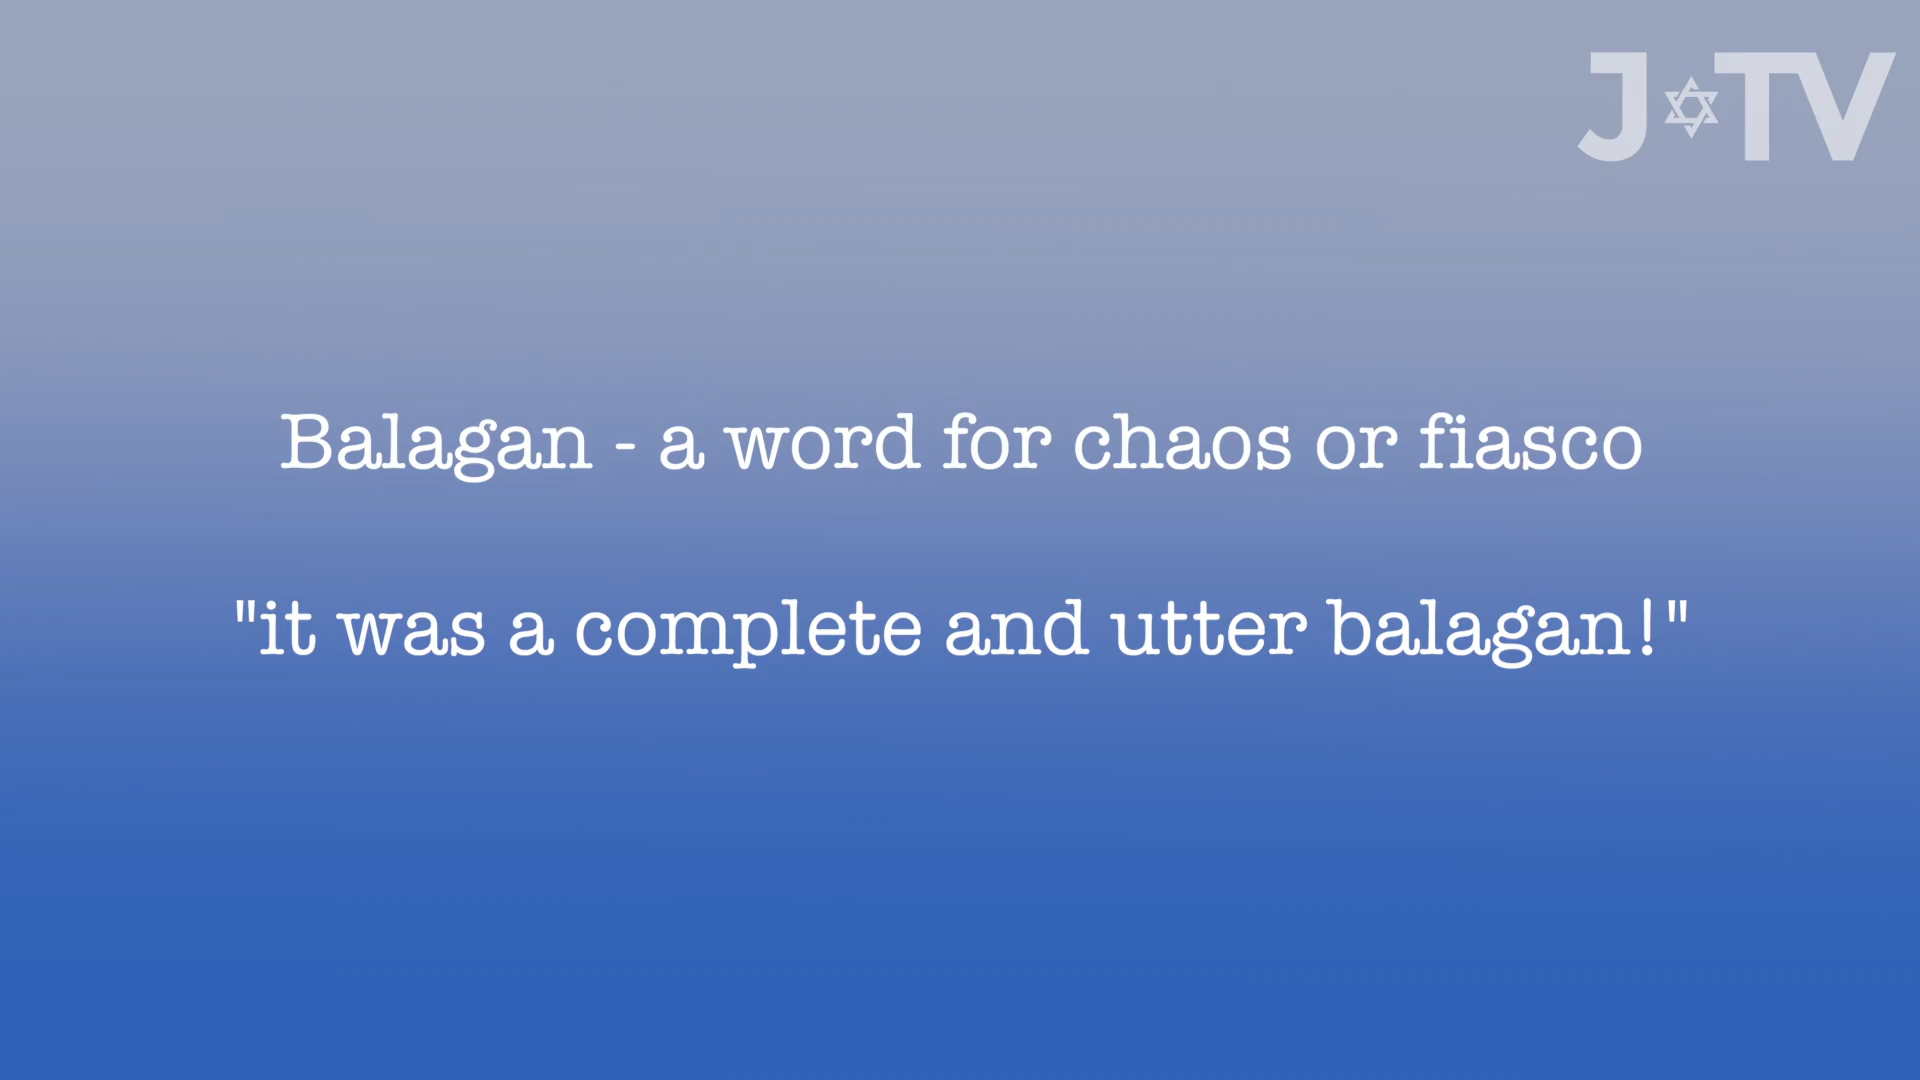 J TV
Balagan - a word for chaos or fiasco
"it was a complete and utter balagan!"